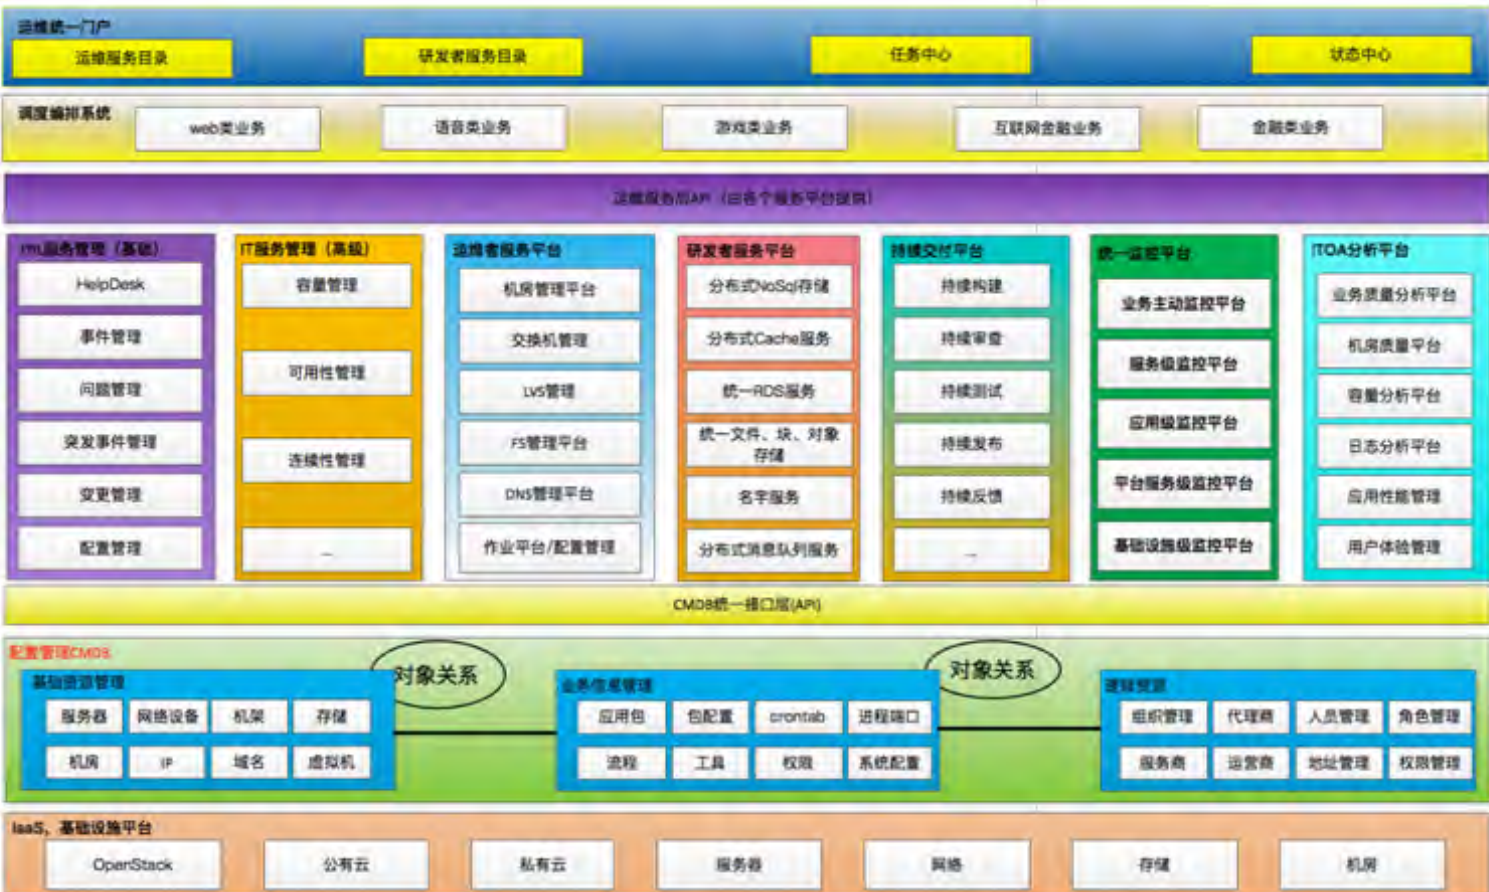 运维统一门户
运维服务目录
研发者服务目录
任务中心
状态中心
调度编排系统
web类业务
语音类业务
游戏类业务
互联网金融业务
金融类业务
运维服务层API（由各个服务平台提供）
服务管理（基础）
HelpDesk
事件管理
问题管理
突发事件管理
变更管理
配置管理
IT服务管理（高级）
容量管理
可用性管理
连续性管理
...
运维者服务平台
机房管理平台
交换机管理
LVS管理
FS管理平台
DNS管理平台
作业平台/配置管理
研发者服务平台
分布式NoSql存储
分布式Cache服务
统一RDS服务
统一文件、块、对象
存储
名字服务
分布式消息队列服务
持续交付平台
持续构建
持续审查
持续测试
持续发布
持续反馈
...
统一监控平台
业务主动监控平台
服务级监控平台
应用级监控平台
平台服务级监控平台
基础设施级监控平台
ITOA分析平台
业务质量分析平台
机房质量平台
容量分析平台
日志分析平台
应用性能管理
用户体验管理
CMDB统一接口层(API)
配置管理CMDB
对象关系
对象关系
基础资源管理
服务器
网络设备
机架
存储
机房
IP
域名
虚拟机
业务信息管理
应用包
包配置
crontab
进程端口
流程
工具
权限
系统配置
逻辑资源
组织管理
代理商
人员管理
角色管理
服务商
运营商
地址管理
权限管理
IaaS，基础设施平台
OpenStack
公有云
私有云
服务器
网络
存储
机房